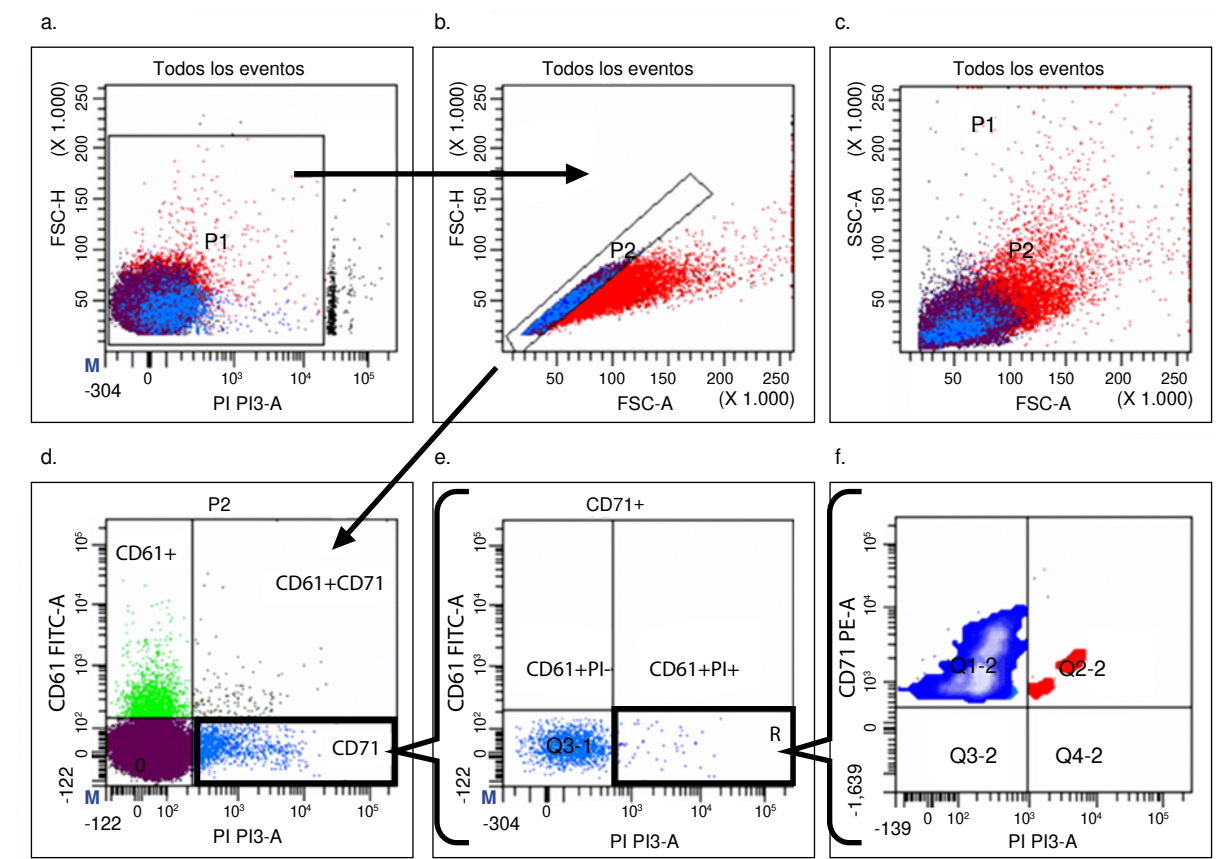 a.
Todos los eventos
FSC-H (X 1.000)
250
200
150
100
50
P1
M
-304
0
10³
10⁴
10⁵
PI PI3-A
b.
Todos los eventos
FSC-H (X 1.000)
250
200
150
100
50
P2
50 100 150 200 250
FSC-A (X 1.000)
c.
Todos los eventos
SSC-A (X 1.000)
250
200
150
100
50
P1
P2
50 100 150 200 250
FSC-A (X 1.000)
d.
P2
CD61 FITC-A
10⁵
10⁴
10³
10²
0
-122
CD61+
CD61+CD71
CD71
0
M
-122
0 10² 10³ 10⁴ 10⁵
PI PI3-A
e.
CD71+
CD61 FITC-A
10⁵
10⁴
10³
10²
0
-122
CD61+PI-
CD61+PI+
Q3-1
R
M
-304
0 10³ 10⁴ 10⁵
PI PI3-A
f.
CD71 PE-A
10⁵
10⁴
10³
0
-1,639
Q1-2
Q2-2
Q3-2
Q4-2
-139
0 10² 10³ 10⁴ 10⁵
PI PI3-A